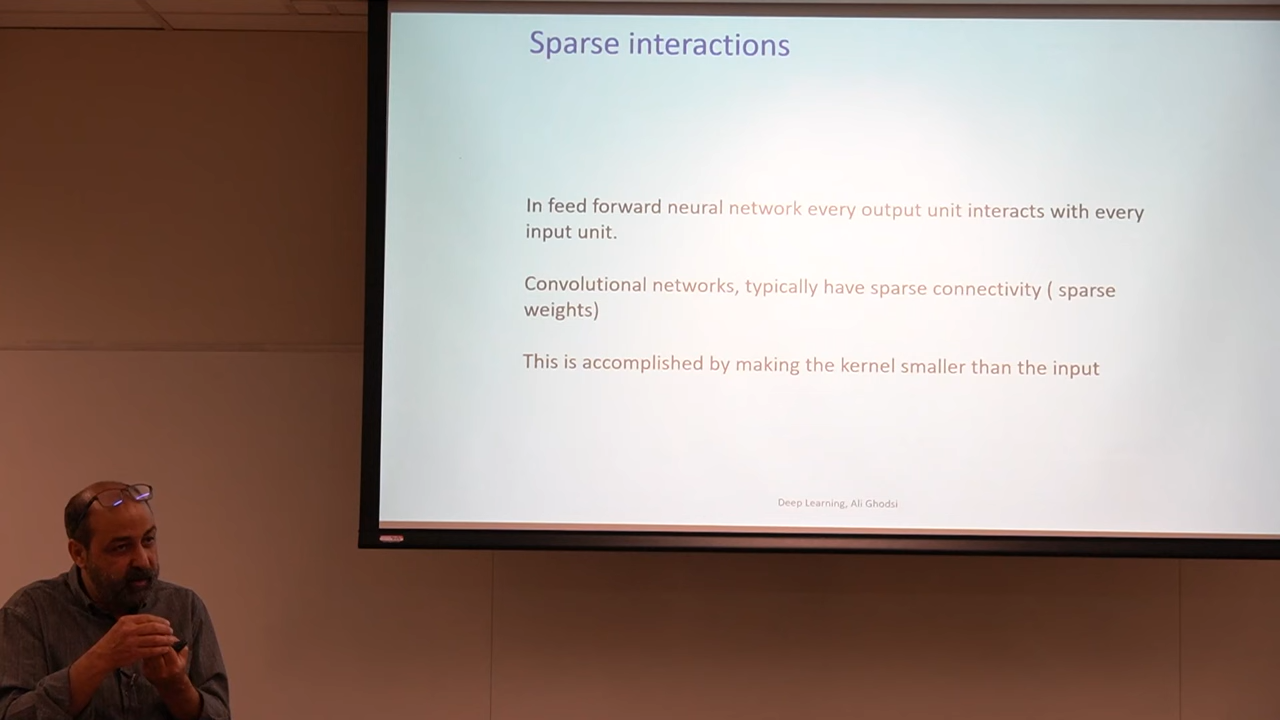 Sparse interactions
In feed forward neural network every output unit interacts with every
input unit.
Convolutional networks, typically have sparse connectivity ( sparse
weights)
This is accomplished by making the kernel smaller than the input
Deep Learning, Ali Ghodsi